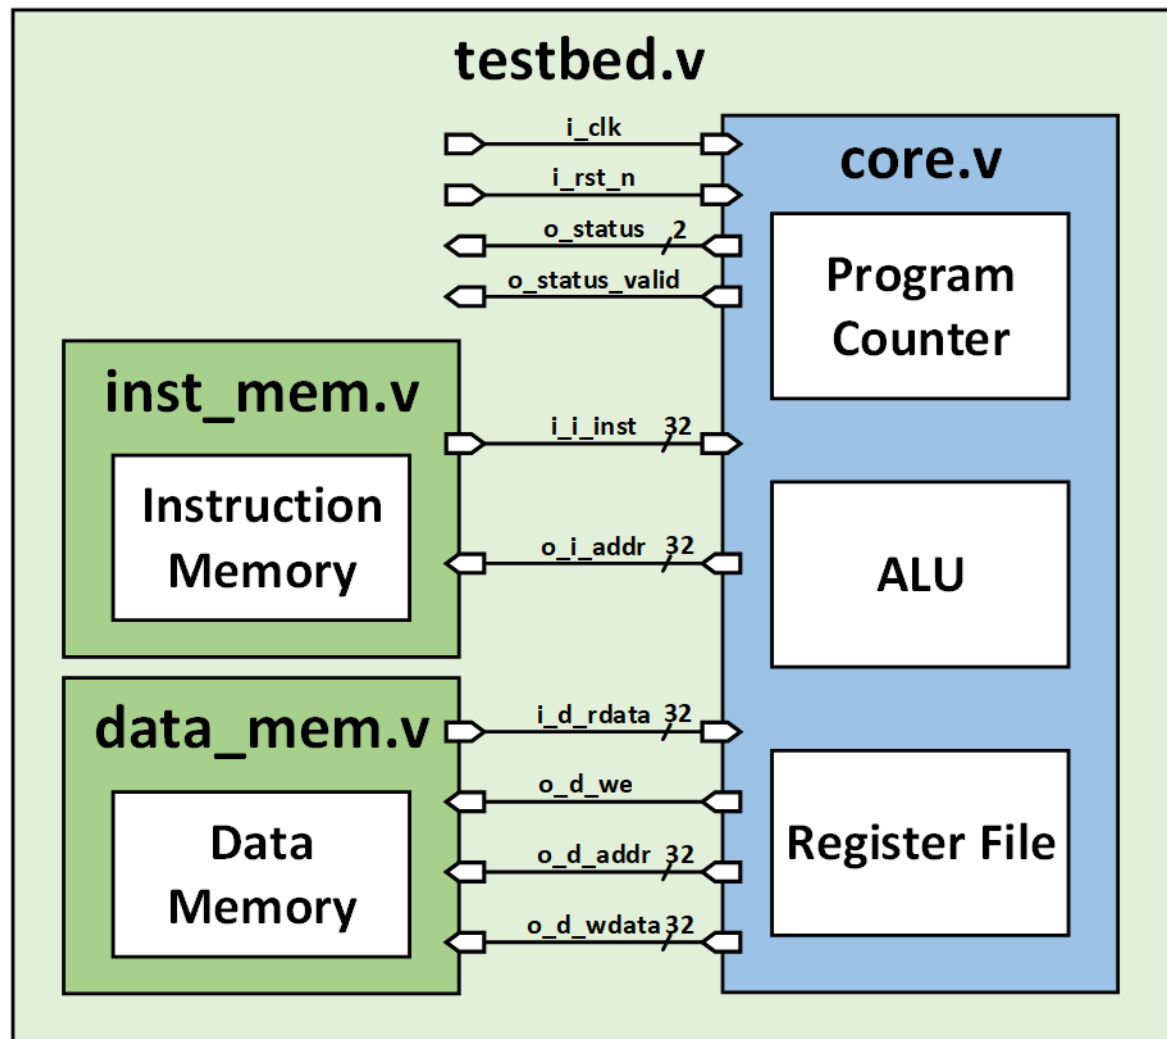 testbed.v
i_clk
i_rst_n
o_status 2
o_status_valid
core.v
Program
Counter
inst_mem.v
Instruction
Memory
i_i_inst 32
o_i_addr 32
ALU
data_mem.v
Data
Memory
i_d_rdata 32
o_d_we
o_d_addr 32
o_d_wdata 32
Register File